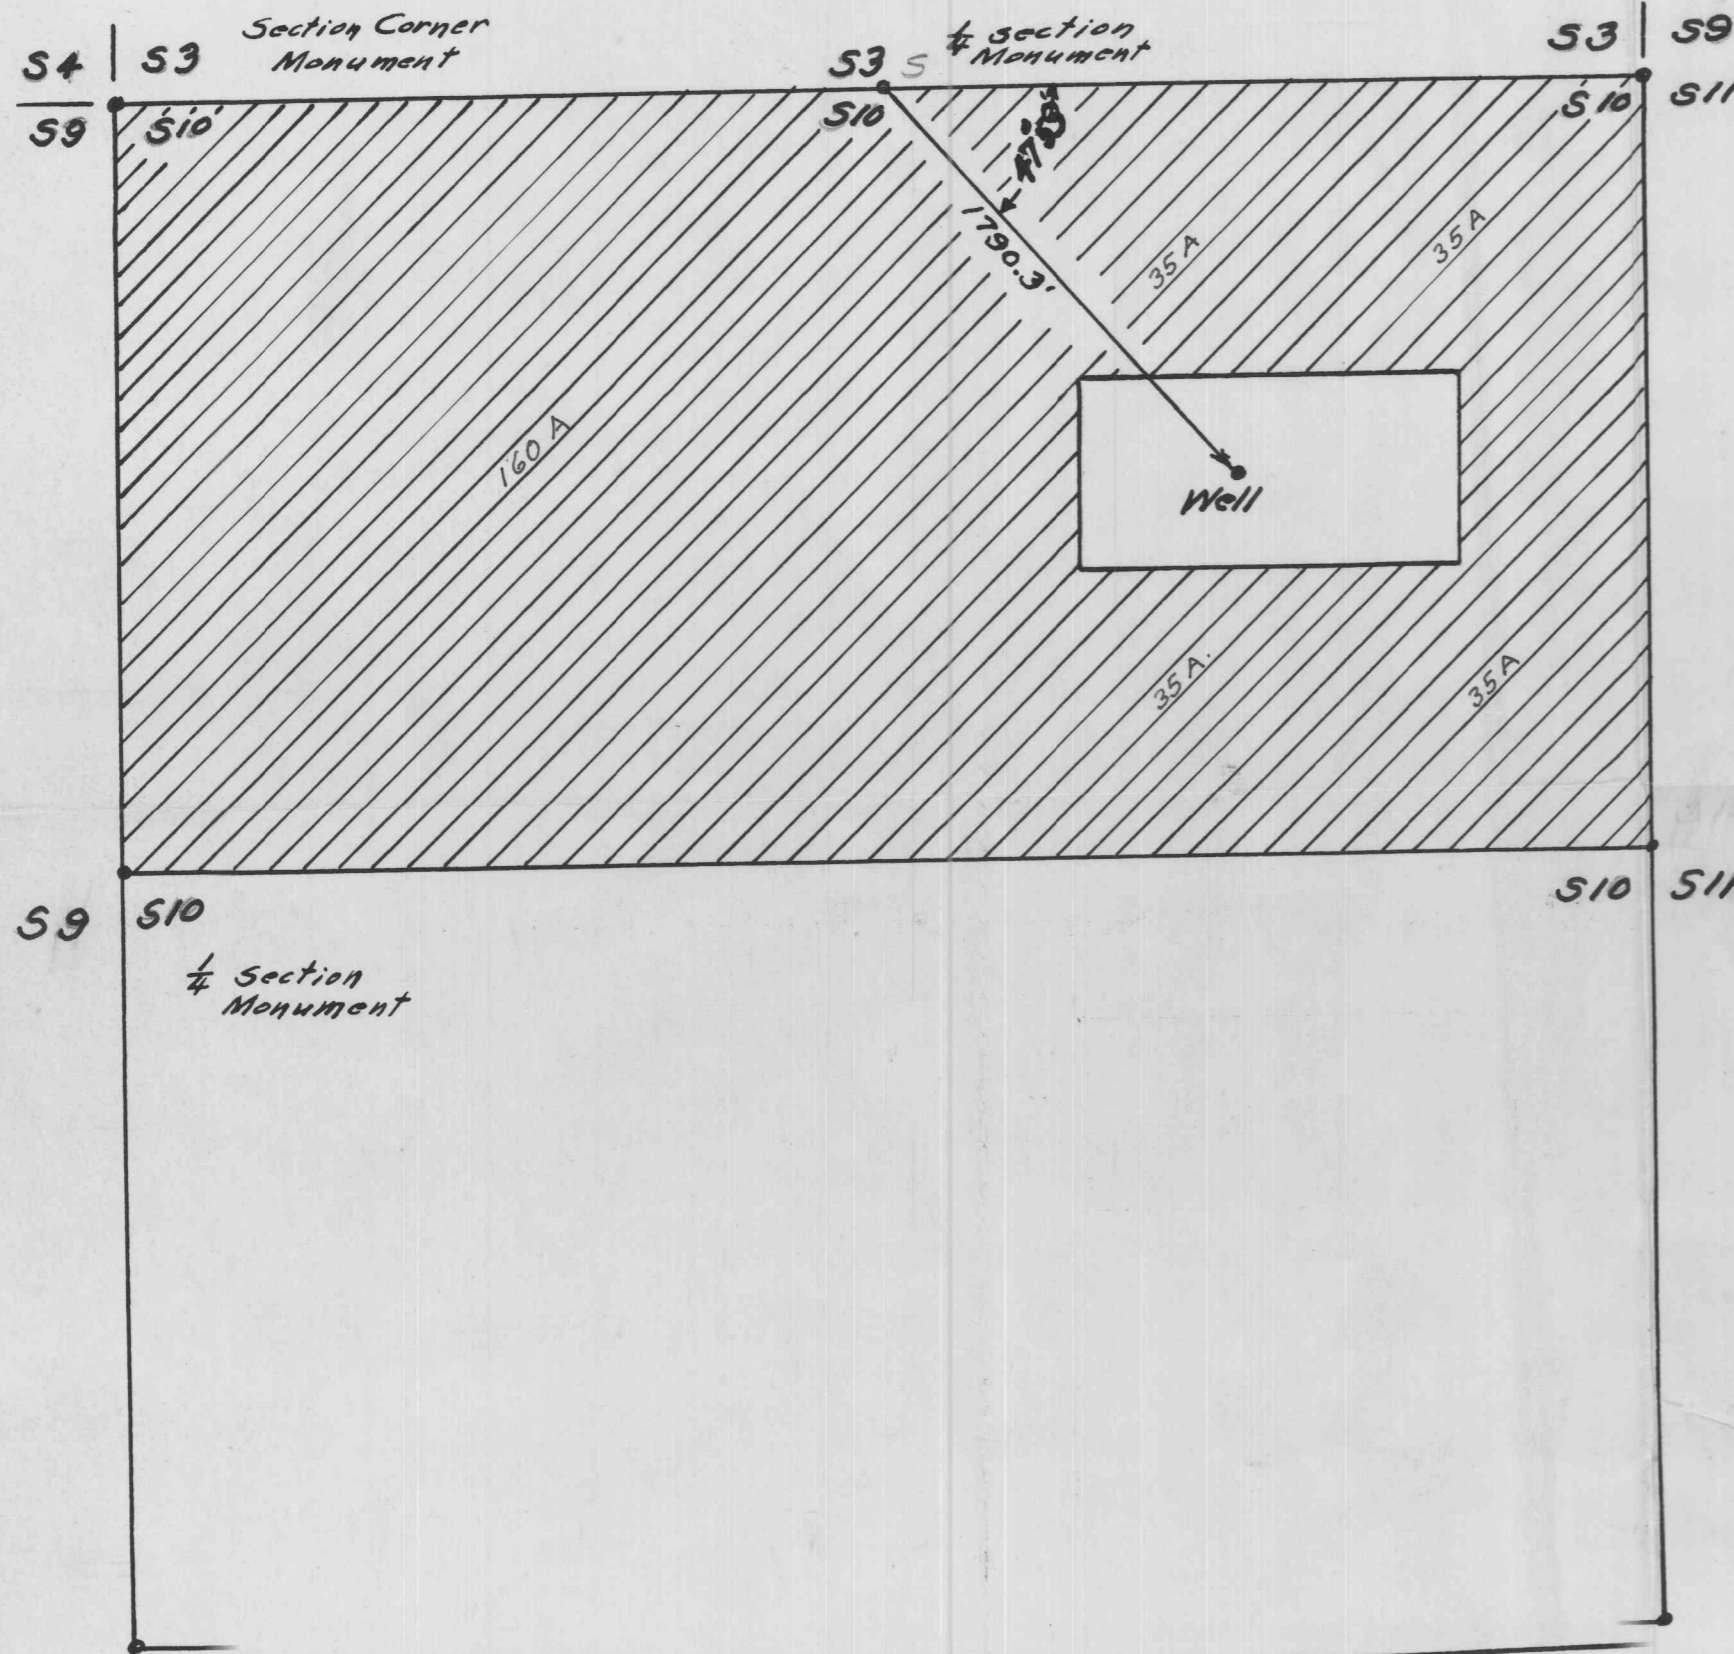 Section Corner
Monument
1/4 section
Monument
S4 | S3
S3 S
S3 | S9
S9
S10
S10
S10
S11
47°
1790.3'
35 A
35 A
160 A
Well
35 A.
35 A
S9
S10
S10
S11
1/4 Section
Monument